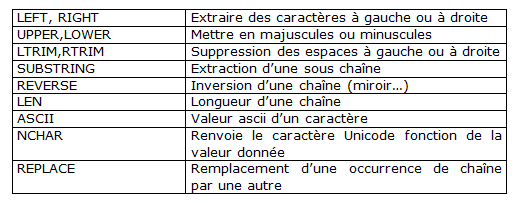 LEFT, RIGHT Extraire des caractères à gauche ou à droite
UPPER,LOWER Mettre en majuscules ou minuscules
LTRIM,RTRIM Suppression des espaces à gauche ou à droite
SUBSTRING Extraction d’une sous chaîne
REVERSE Inversion d’une chaîne (miroir…)
LEN Longueur d’une chaîne
ASCII Valeur ascii d’un caractère
NCHAR Renvoie le caractère Unicode fonction de la
valeur donnée
REPLACE Remplacement d’une occurrence de chaîne
par une autre